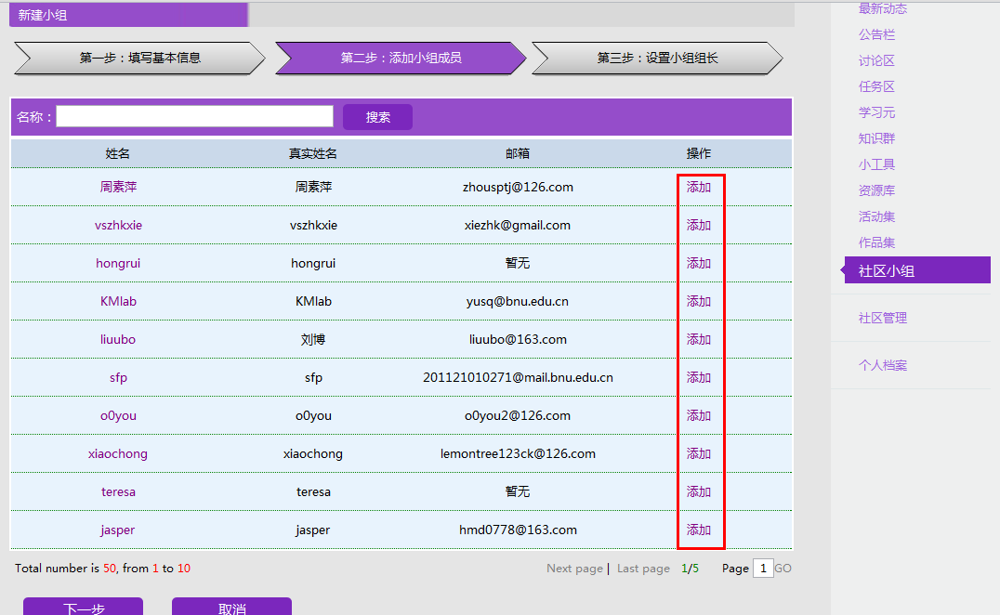 新建小组
第一步：填写基本信息 第二步：添加小组成员 第三步：设置小组组长
名称： 搜索
姓名 真实姓名 邮箱 操作
周素萍 周素萍 zhousptj@126.com 添加
vszhkxie vszhkxie xiezhk@gmail.com 添加
hongrui hongrui 暂无 添加
KMlab KMlab yusq@bnu.edu.cn 添加
liuubo 刘博 liuubo@163.com 添加
sfp sfp 201121010271@mail.bnu.edu.cn 添加
o0you o0you o0you2@126.com 添加
xiaochong xiaochong lemontree123ck@126.com 添加
teresa teresa 暂无 添加
jasper jasper hmd0778@163.com 添加
Total number is 50, from 1 to 10 Next page | Last page 1/5 Page 1 GO
下一步 取消
最新动态
公告栏
讨论区
任务区
学习元
知识群
小工具
资源库
活动集
作品集
社区小组
社区管理
个人档案